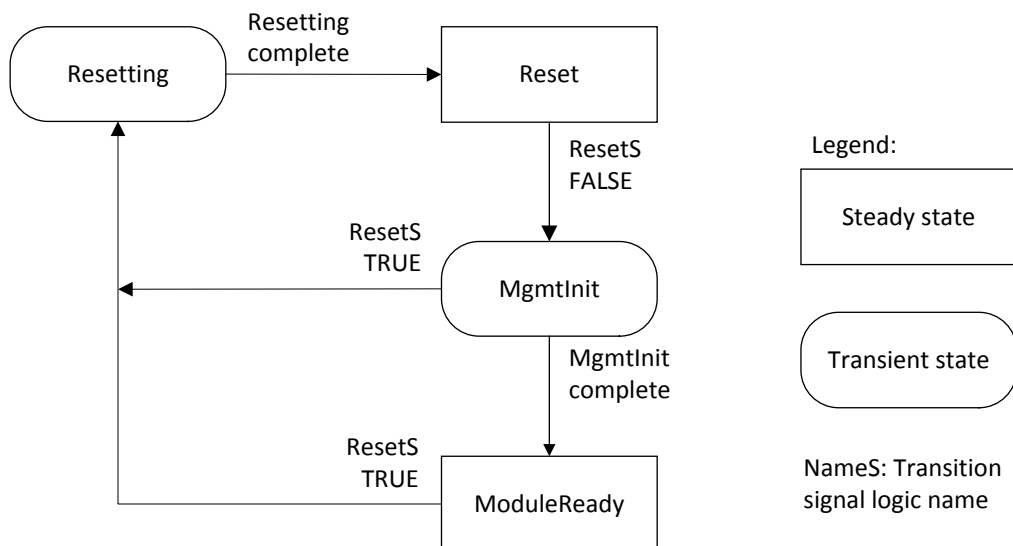 Resetting
complete
Resetting
Reset
ResetS
FALSE
Legend:
Steady state
ResetS
TRUE
MgmtInit
Transient state
MgmtInit
complete
ResetS
TRUE
ModuleReady
NameS: Transition
signal logic name